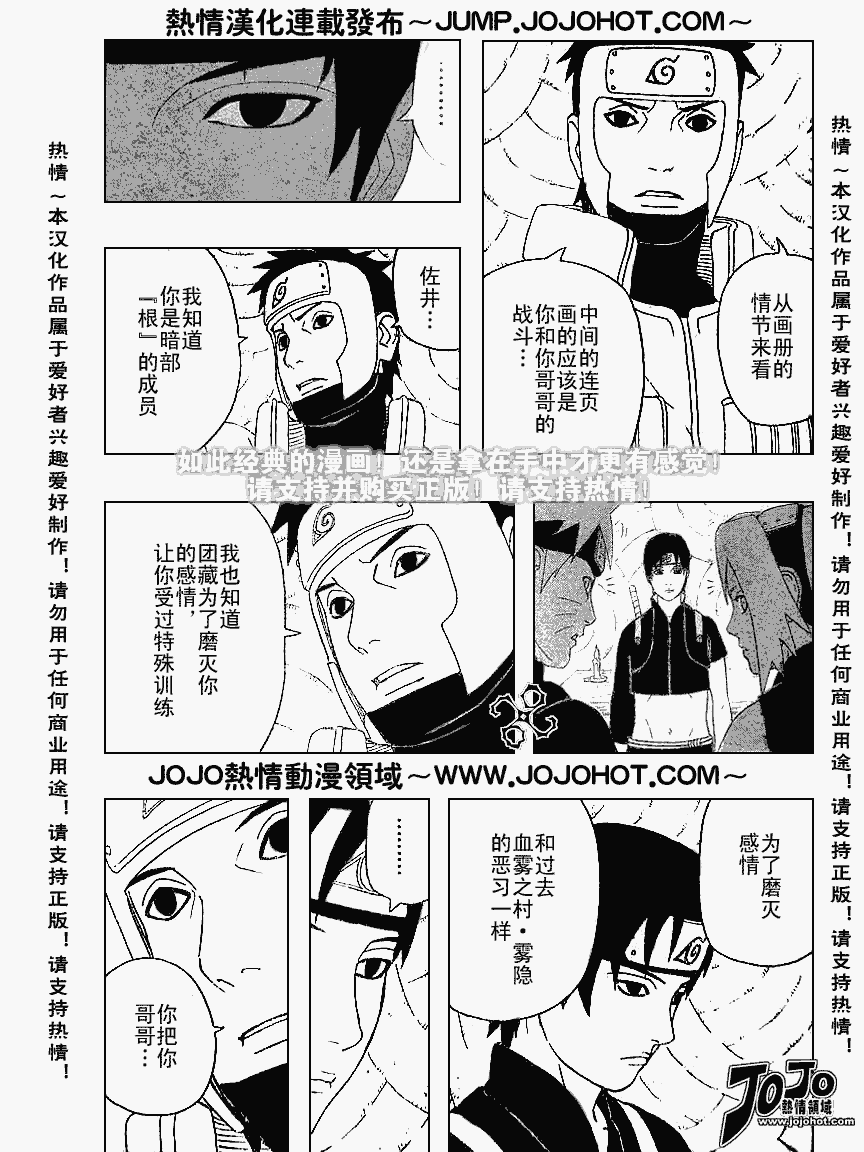 熱情漢化連載發布～JUMP.JOJOHOT.COM～
从画册的
情节来看
中间的连页
画的应该是
你和你哥哥的
战斗…
………
佐井…
我知道
你是暗部
『根』的成员
如此经典的漫画！还是拿在手中才更有感觉！
请支持并购买正版！请支持热情！
我也知道
团藏为了磨灭你
的感情，
让你受过特殊训练
JOJO熱情動漫領域～WWW.JOJOHOT.COM～
为了磨灭
感情
和过去
血雾之村·雾隐
的恶习一样
………
你把你
哥哥…
热情～本汉化作品属于爱好者兴趣爱好制作！请勿用于任何商业用途！请支持正版！请支持热情！
热情～本汉化作品属于爱好者兴趣爱好制作！请勿用于任何商业用途！请支持正版！请支持热情！
JOJO
熱情領域
www.jojohot.com